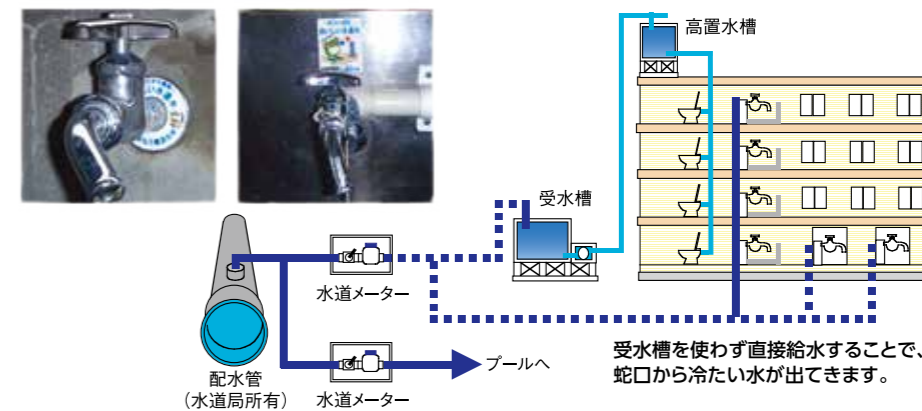 高置水槽
受水槽
水道メーター
配水管
(水道局所有)
水道メーター
プールへ
受水槽を使わず直接給水することで、
蛇口から冷たい水が出てきます。